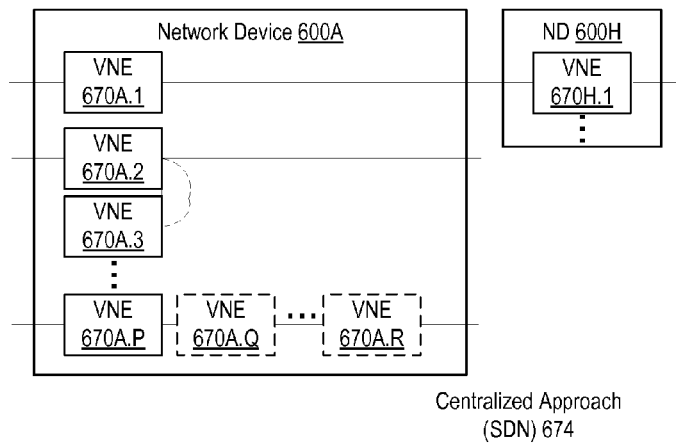 Network Device 600A
ND 600H
VNE
670A.1
VNE
670H.1
VNE
670A.2
VNE
670A.3
VNE
670A.P
VNE
670A.Q
VNE
670A.R
Centralized Approach
(SDN) 674